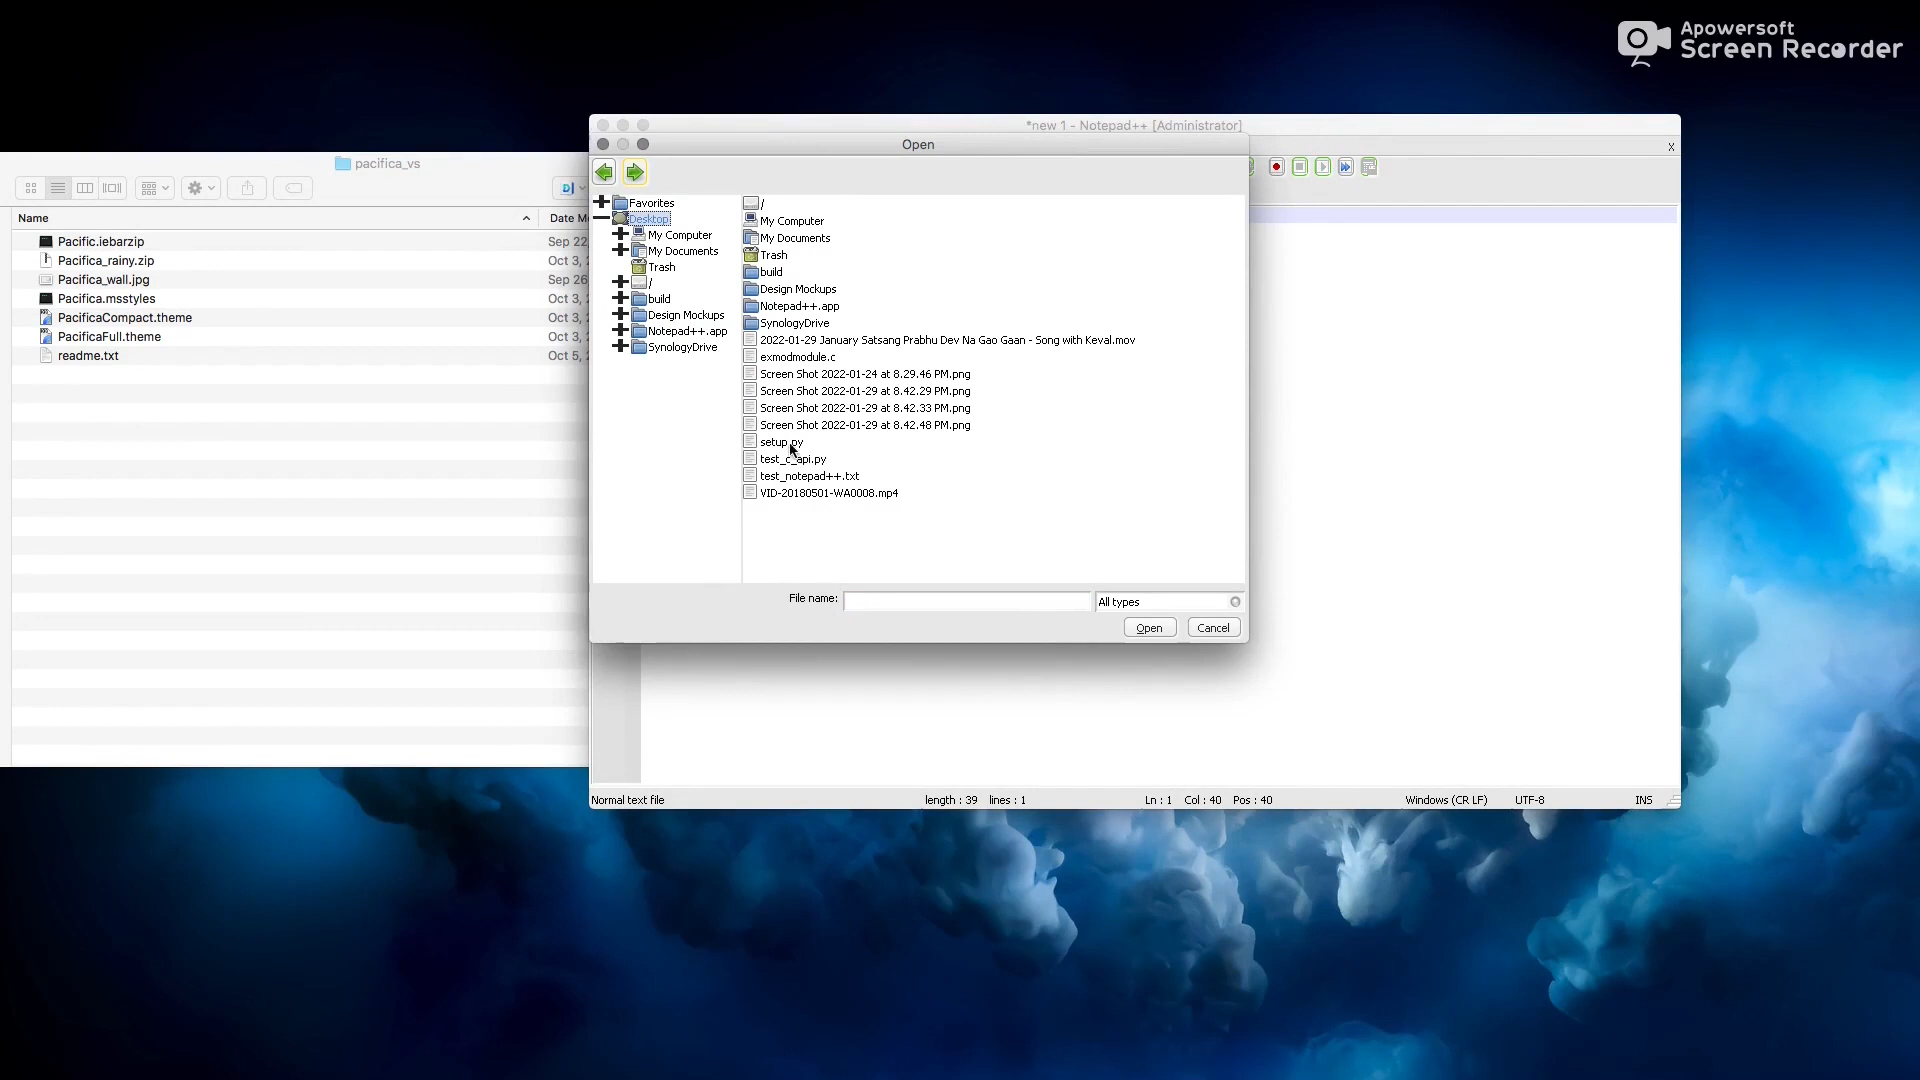 Apowersoft
Screen Recorder
*new 1 - Notepad++ [Administrator]
Open
x
pacifica_vs
Name
Date M
Pacific.iebarzip
Sep 22,
Pacifica_rainy.zip
Oct 3, 2
Pacifica_wall.jpg
Sep 26
Pacifica.msstyles
Oct 3, 2
PacificaCompact.theme
Oct 3, 2
PacificaFull.theme
Oct 3, 2
readme.txt
Oct 5, 2
Favorites
Desktop
My Computer
My Documents
Trash
/
build
Design Mockups
Notepad++.app
SynologyDrive
/
My Computer
My Documents
Trash
build
Design Mockups
Notepad++.app
SynologyDrive
2022-01-29 January Satsang Prabhu Dev Na Gao Gaan - Song with Keval.mov
exmodmodule.c
Screen Shot 2022-01-24 at 8.29.46 PM.png
Screen Shot 2022-01-29 at 8.42.29 PM.png
Screen Shot 2022-01-29 at 8.42.33 PM.png
Screen Shot 2022-01-29 at 8.42.48 PM.png
setup.py
test_c_api.py
test_notepad++.txt
VID-20180501-WA0008.mp4
File name:
All types
Open
Cancel
Normal text file
length : 39 lines : 1
Ln : 1 Col : 40 Pos : 40
Windows (CR LF)
UTF-8
INS